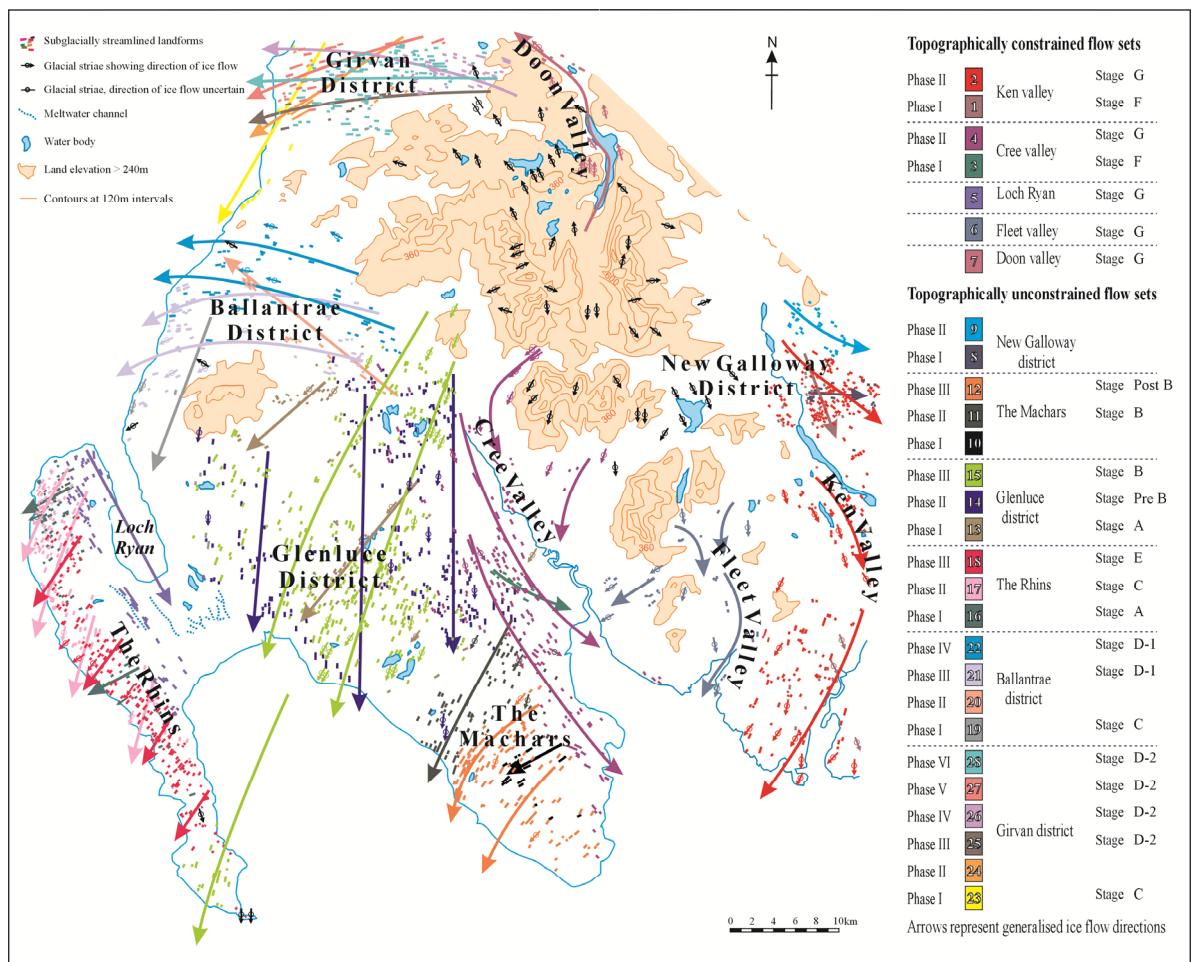 Subglacially streamlined landforms
Glacial striae showing direction of ice flow
Glacial striae, direction of ice flow uncertain
Meltwater channel
Water body
Land elevation > 240m
Contours at 120m intervals
N
Girvan
District
Doon Valley
360
360
600
Ballantrae
District
New Galloway
District
360
Cree Valley
Ken Valley
360
Loch
Ryan
Glenluce
District
Fleet Valley
The Rhins
The
Machars
0 2 4 6 8 10km
Topographically constrained flow sets
Phase II 2 Stage G
Ken valley
Phase I 1 Stage F
Phase II 4 Stage G
Cree valley
Phase I 3 Stage F
5 Loch Ryan Stage G
6 Fleet valley Stage G
7 Doon valley Stage G
Topographically unconstrained flow sets
Phase II 9
New Galloway
district
Phase I 8
Phase III 12 Stage Post B
Phase II 11 The Machars Stage B
Phase I 10
Phase III 15 Stage B
Phase II 14 Glenluce district Stage Pre B
Phase I 13 Stage A
Phase III 18 Stage E
Phase II 17 The Rhins Stage C
Phase I 16 Stage A
Phase IV 22 Stage D-1
Phase III 21 Stage D-1
Ballantrae
district
Phase II 20
Phase I 19 Stage C
Phase VI 28 Stage D-2
Phase V 27 Stage D-2
Phase IV 26 Stage D-2
Girvan district
Phase III 25 Stage D-2
Phase II 24
Phase I 23 Stage C
Arrows represent generalised ice flow directions